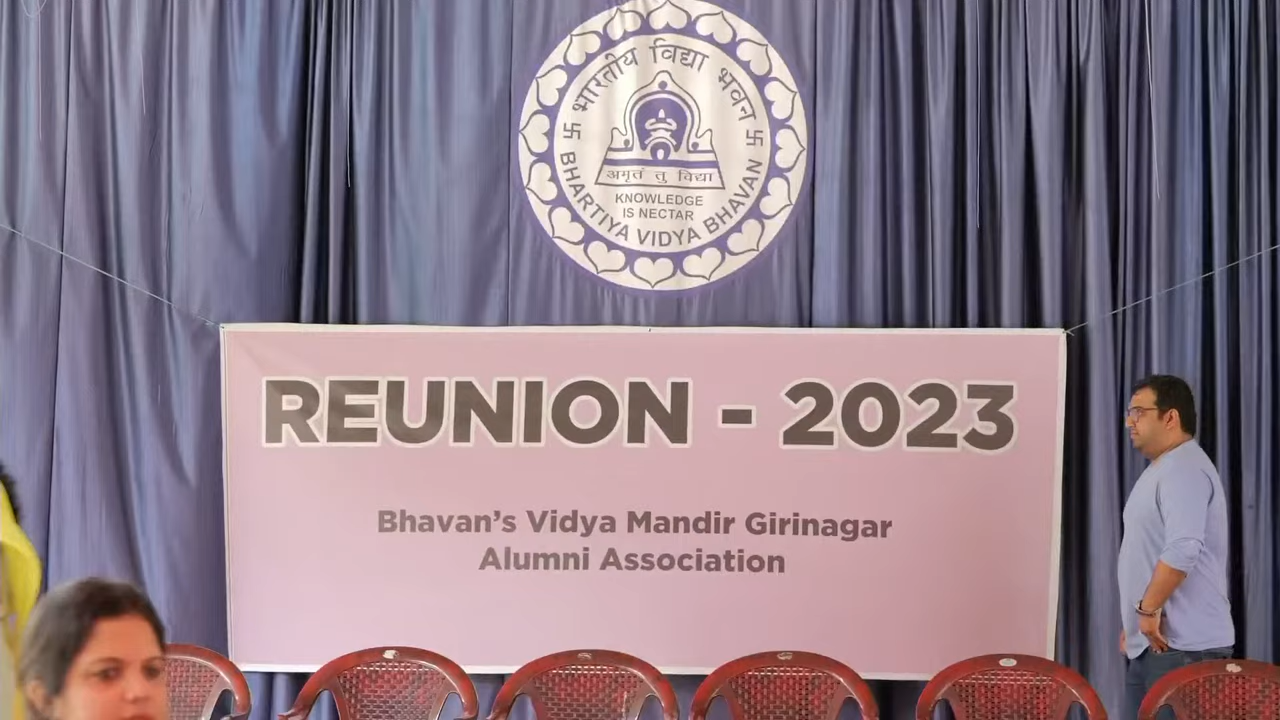 भारतीय विद्या भवन
अमृतं तु विद्या
KNOWLEDGE
IS NECTAR
BHARTIYA VIDYA BHAVAN
REUNION - 2023
Bhavan's Vidya Mandir Girinagar
Alumni Association